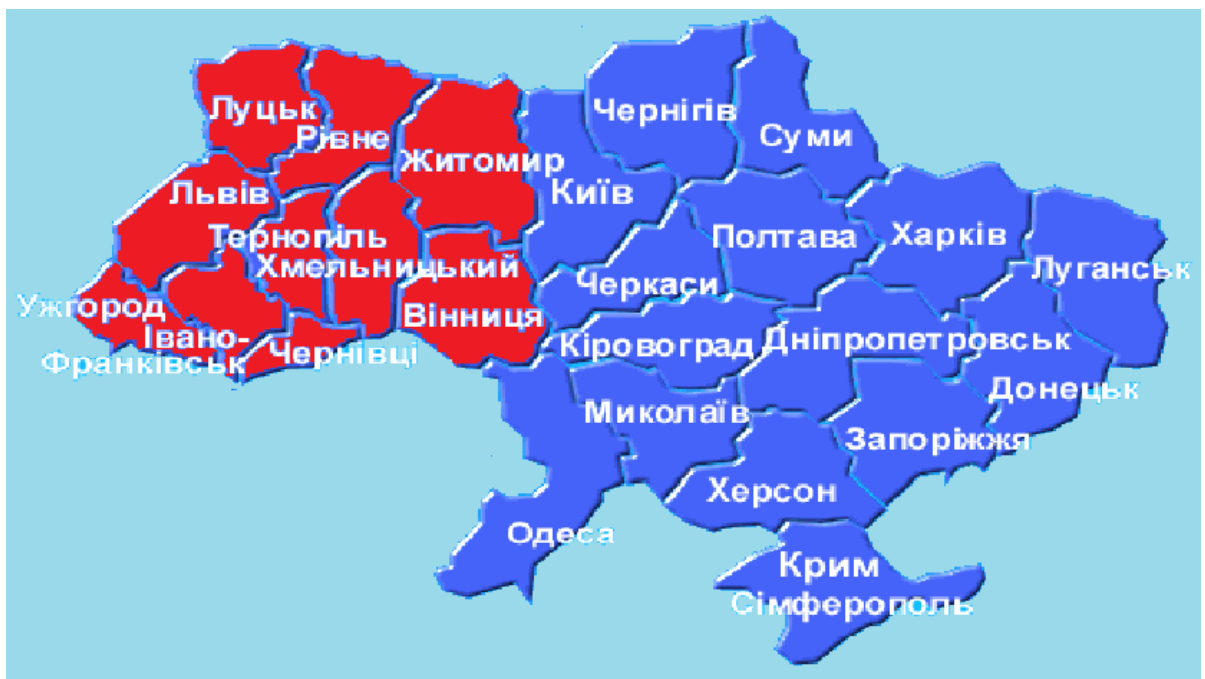 Чернігів
Луцьк
Суми
Рівне
Житомир
Львів
Київ
Тернопіль
Полтава
Харків
Хмельницький
Луганськ
Черкаси
Ужгород
Вінниця
Івано-
Франківськ
Чернівці
Кіровоград
Дніпропетровськ
Донецьк
Миколаїв
Запоріжжя
Херсон
Одеса
Крим
Сімферополь